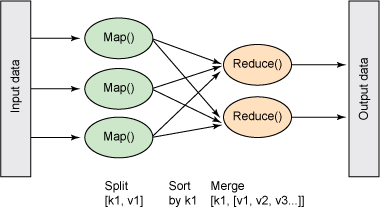 Input data
Map()
Map()
Map()
Reduce()
Reduce()
Output data
Split
[k1, v1]
Sort
by k1
Merge
[k1, [v1, v2, v3...]]